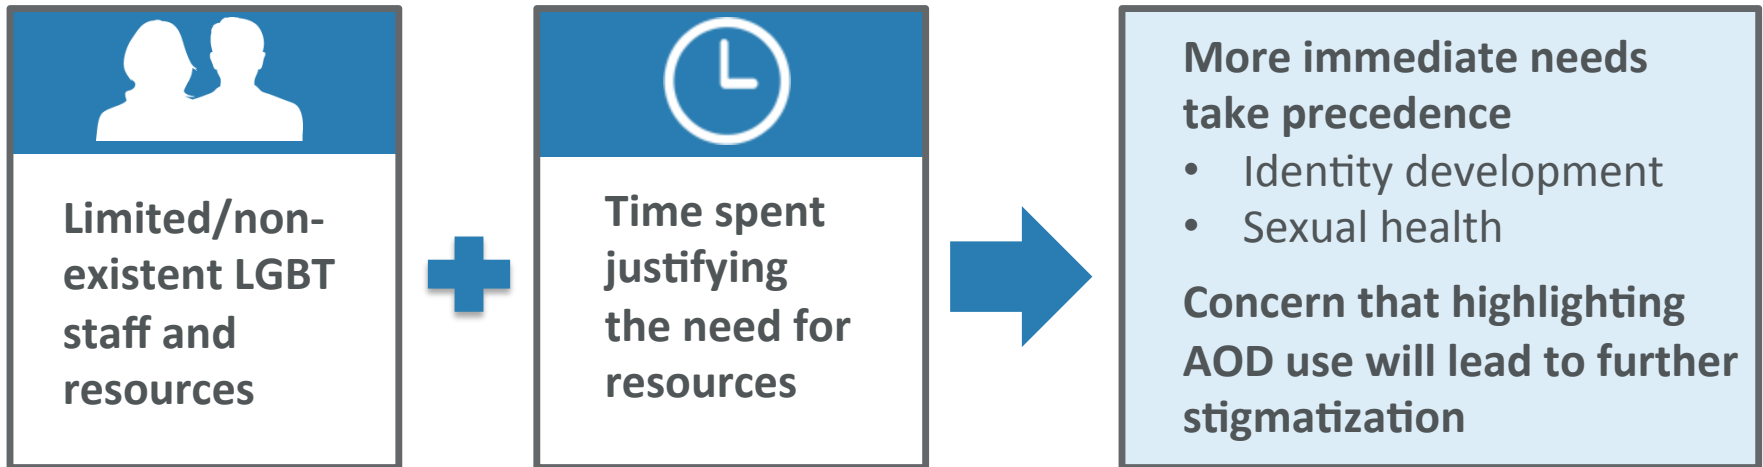 Limited/non-
existent LGBT
staff and
resources
Time spent
justifying
the need for
resources
More immediate needs
take precedence
• Identity development
• Sexual health
Concern that highlighting
AOD use will lead to further
stigmatization